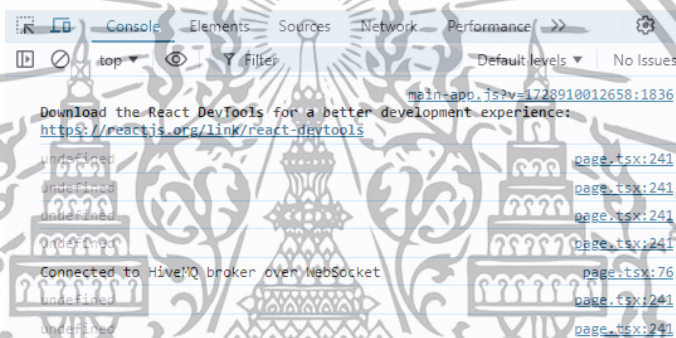 Console Elements Sources Network Performance
top Filter Default levels No Issues
main-app.js?v=1728910012658:1836
Download the React DevTools for a better development experience:
https://reactjs.org/link/react-devtools
undefined page.tsx:241
undefined page.tsx:241
undefined page.tsx:241
undefined page.tsx:241
Connected to HiveMQ broker over WebSocket page.tsx:76
undefined page.tsx:241
undefined page.tsx:241